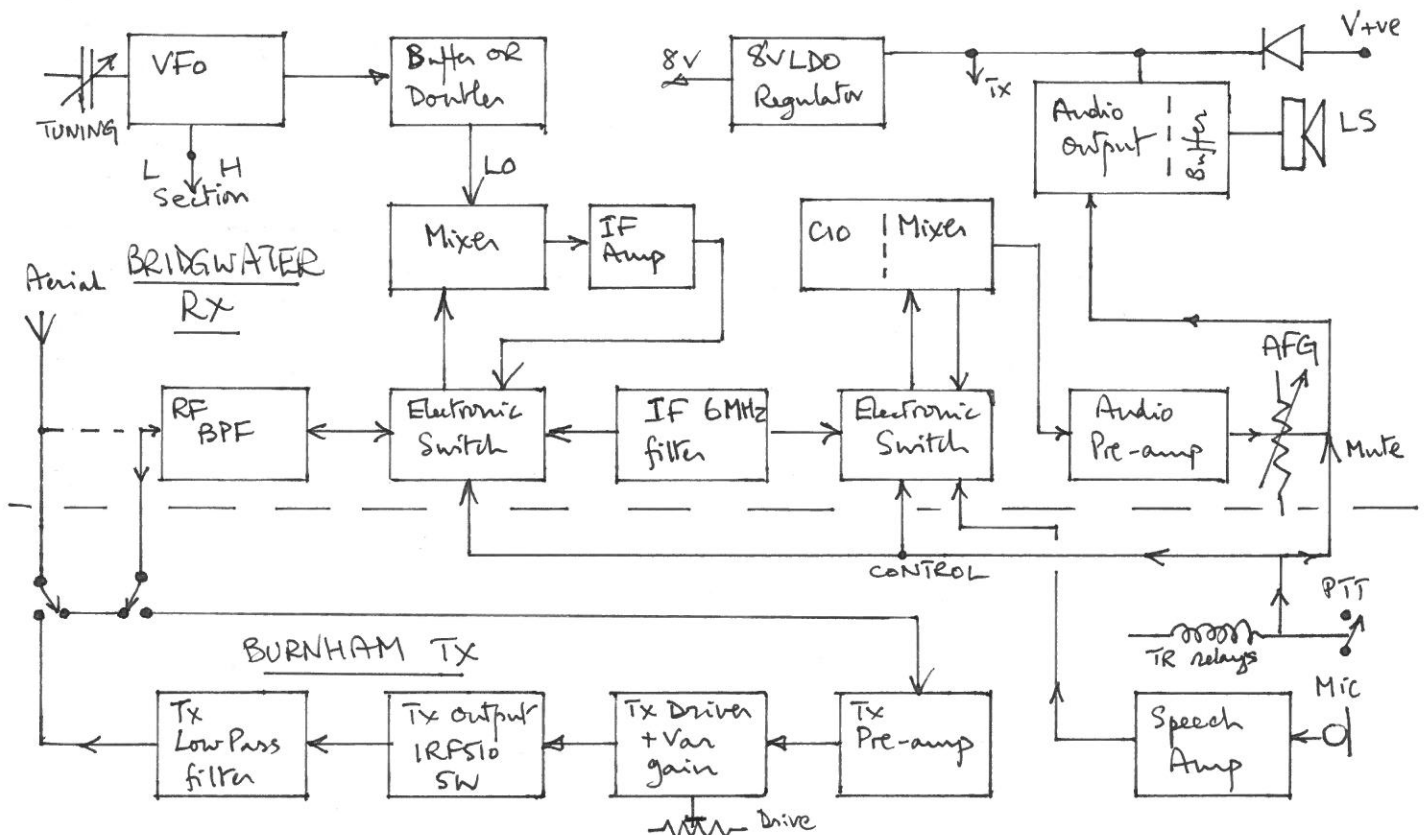 VFO
TUNING
L H
Section
Buffer OR
Doubler
LO
8V
8V LDO
Regulator
Tx
V+ve
Audio
Output
Buffer
LS
Mixer
IF
Amp
CIO
Mixer
BRIDGWATER
RX
Aerial
RF
BPF
Electronic
Switch
IF 6MHz
filter
Electronic
Switch
Audio
Pre-amp
AFG
Mute
CONTROL
PTT
TR relays
BURNHAM TX
Tx
Low Pass
filter
Tx Output
IRF510
5W
Tx Driver
+ Var
gain
Drive
Tx
Pre-amp
Speech
Amp
Mic